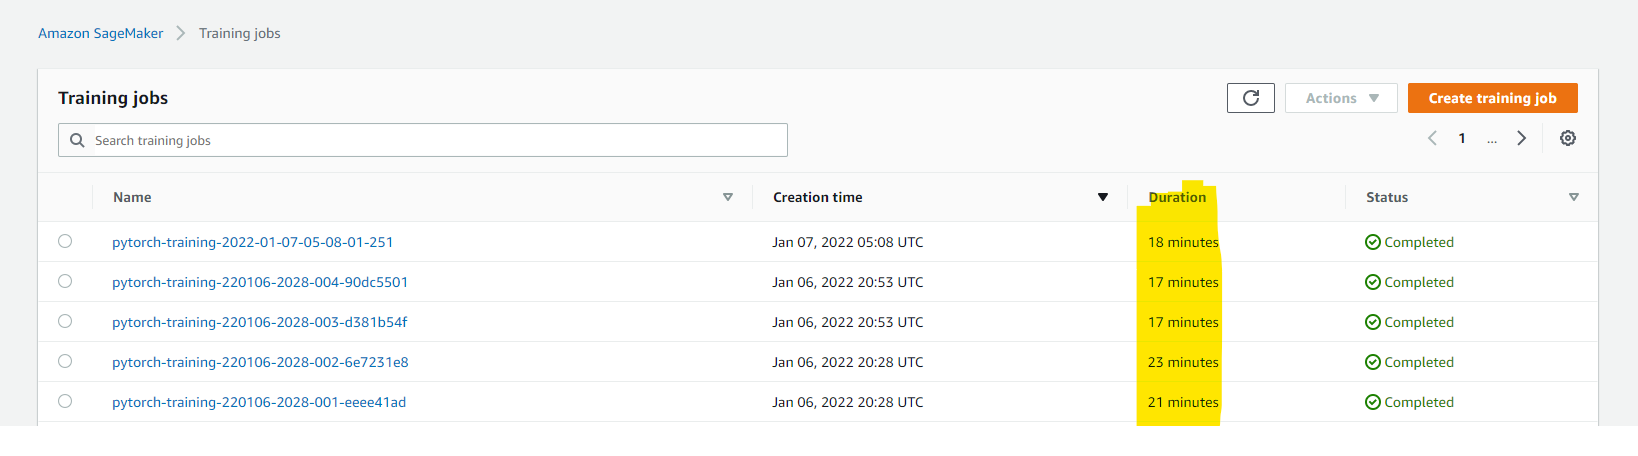 Amazon SageMaker > Training jobs
Training jobs
Actions
Create training job
Search training jobs
1 ...
Name Creation time Duration Status
pytorch-training-2022-01-07-05-08-01-251 Jan 07, 2022 05:08 UTC 18 minutes Completed
pytorch-training-220106-2028-004-90dc5501 Jan 06, 2022 20:53 UTC 17 minutes Completed
pytorch-training-220106-2028-003-d381b54f Jan 06, 2022 20:53 UTC 17 minutes Completed
pytorch-training-220106-2028-002-6e7231e8 Jan 06, 2022 20:28 UTC 23 minutes Completed
pytorch-training-220106-2028-001-eeee41ad Jan 06, 2022 20:28 UTC 21 minutes Completed